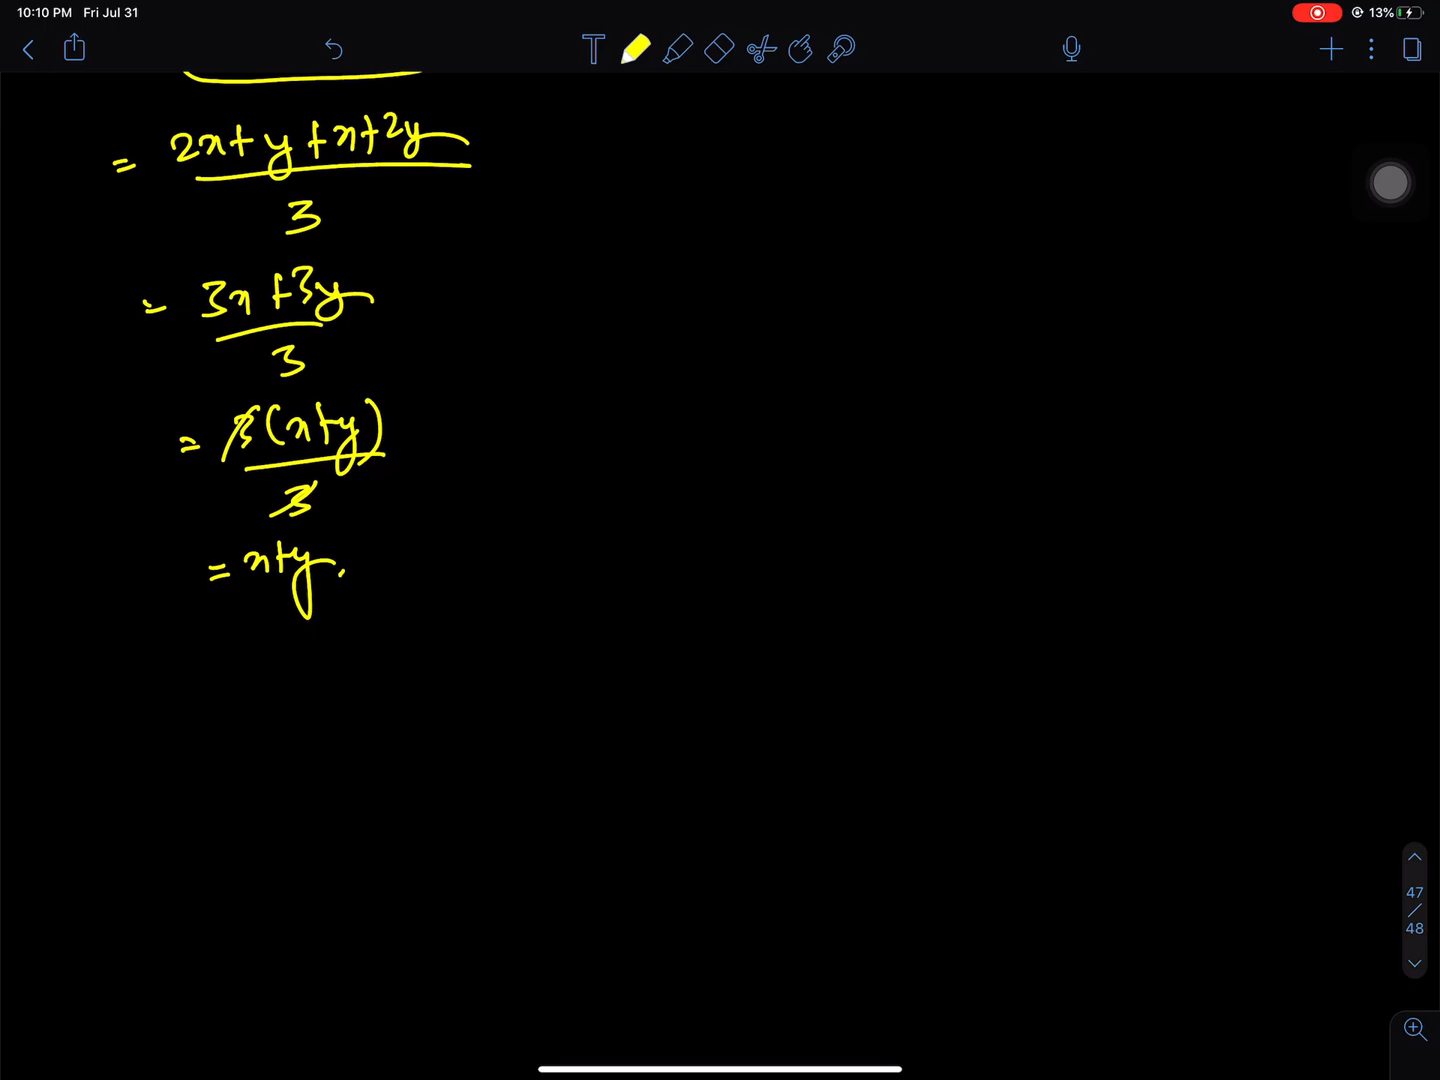 10:10 PM Fri Jul 31
13%
= 2x+y+x+2y
3
= 3x+3y
3
= 3(x+y)
3
= x+y.
47
48